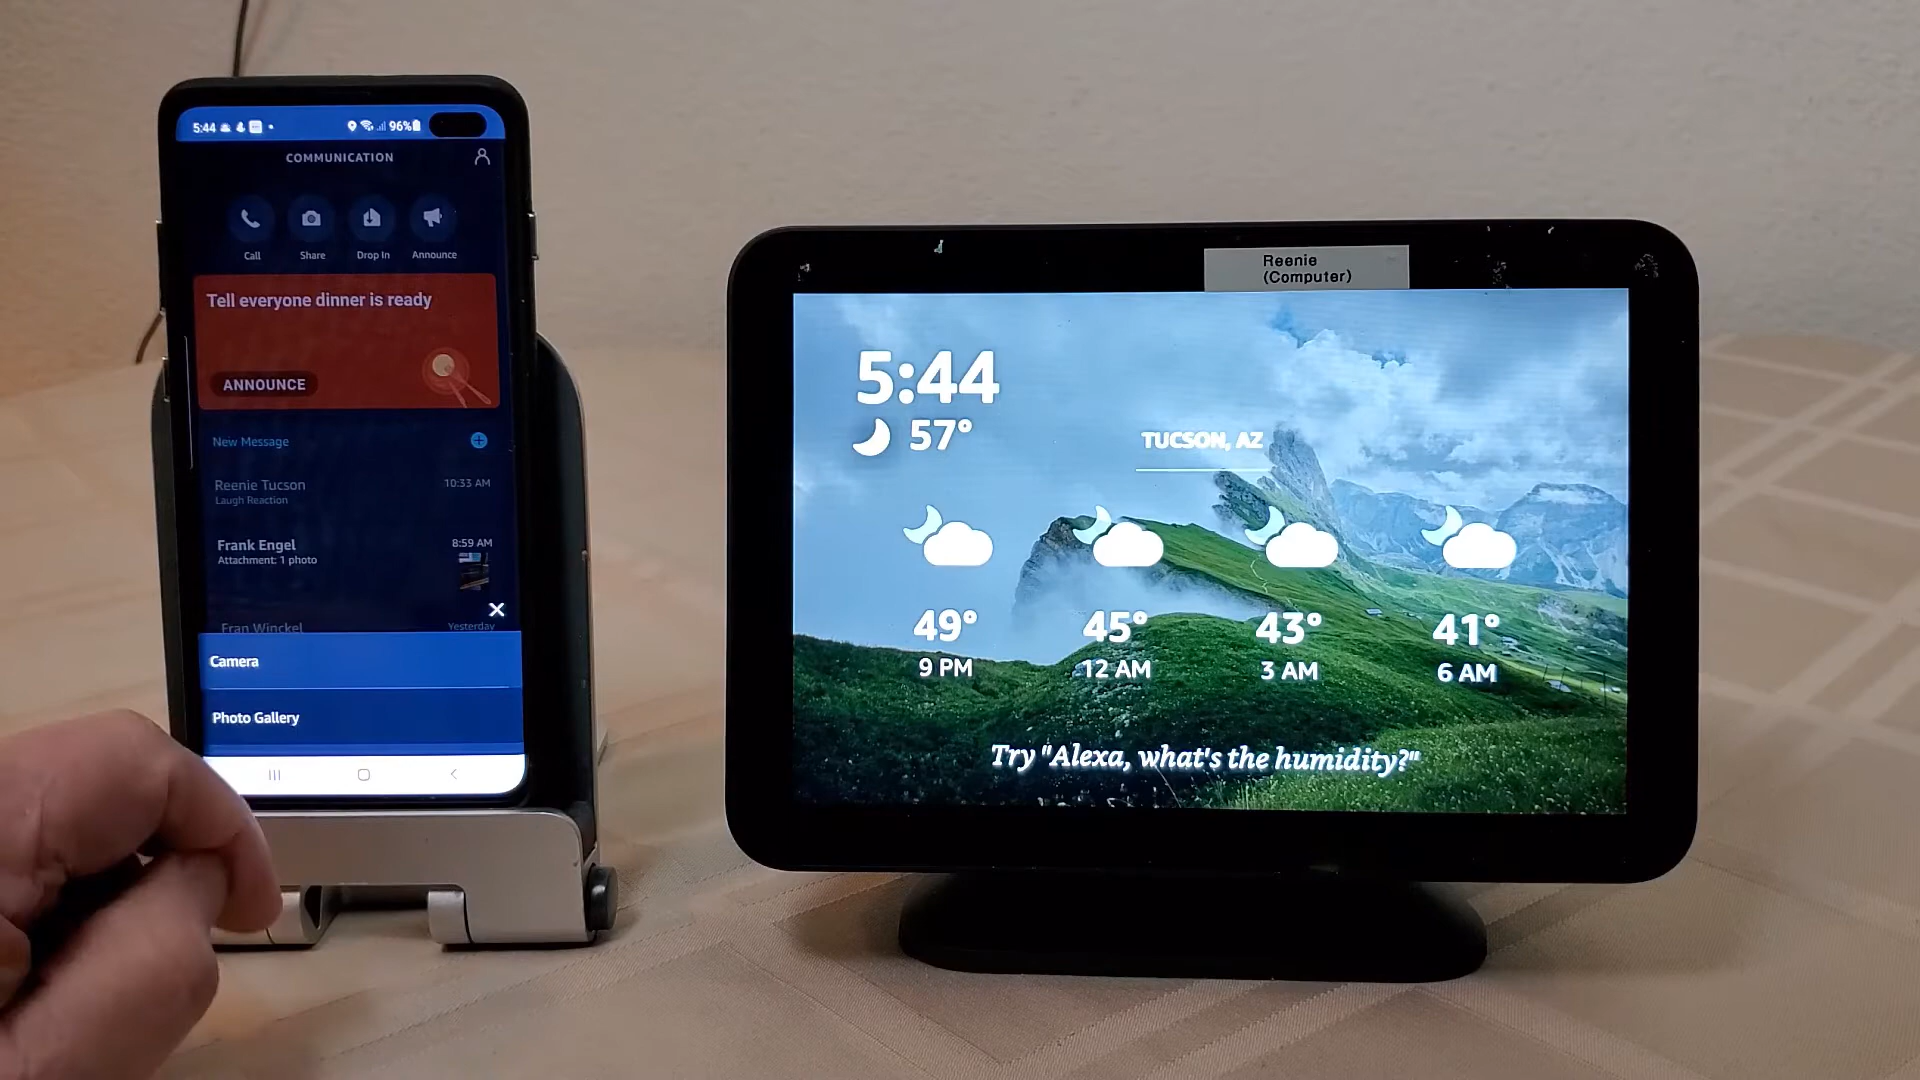 5:44
96%
COMMUNICATION
Call
Share
Drop In
Announce
Tell everyone dinner is ready
ANNOUNCE
New Message
Reenie Tucson
10:33 AM
Laugh Reaction
Frank Engel
8:59 AM
Attachment: 1 photo
Fran Winckel
Yesterday
Camera
Photo Gallery
Reenie
(Computer)
5:44
57°
TUCSON, AZ
49° 45° 43° 41°
9 PM 12 AM 3 AM 6 AM
Try "Alexa, what's the humidity?"